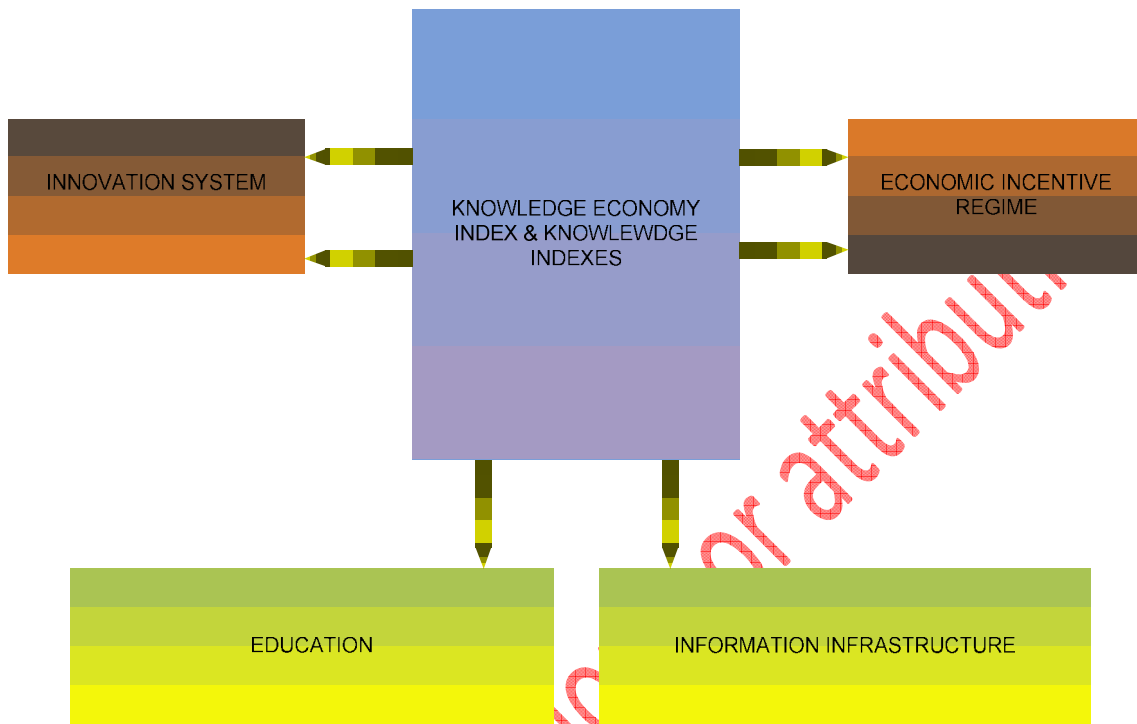 INNOVATION SYSTEM
KNOWLEDGE ECONOMY
INDEX & KNOWLEWDGE
INDEXES
ECONOMIC INCENTIVE
REGIME
EDUCATION
INFORMATION INFRASTRUCTURE
or attributi